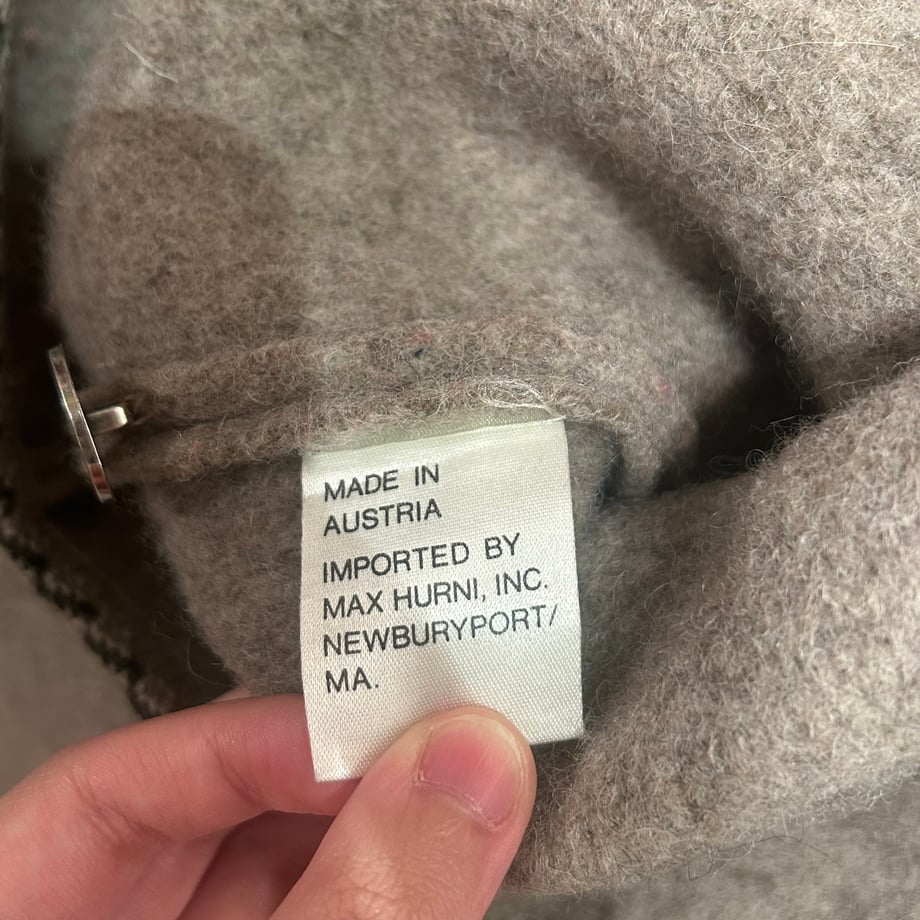 MADE IN
AUSTRIA
IMPORTED BY
MAX HURNI, INC.
NEWBURYPORT/
MA.